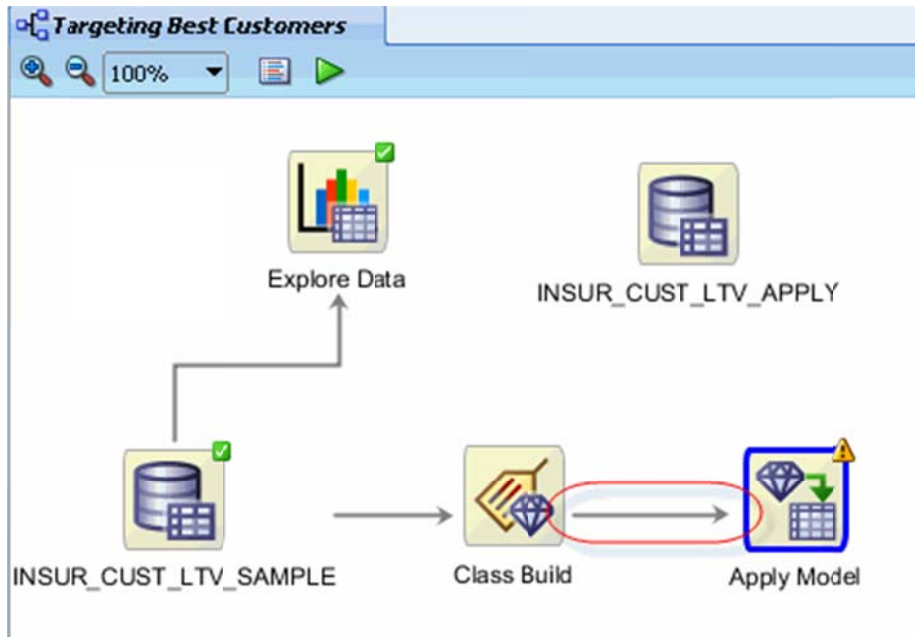 Targeting Best Customers
100%
Explore Data
INSUR_CUST_LTV_APPLY
INSUR_CUST_LTV_SAMPLE
Class Build
Apply Model